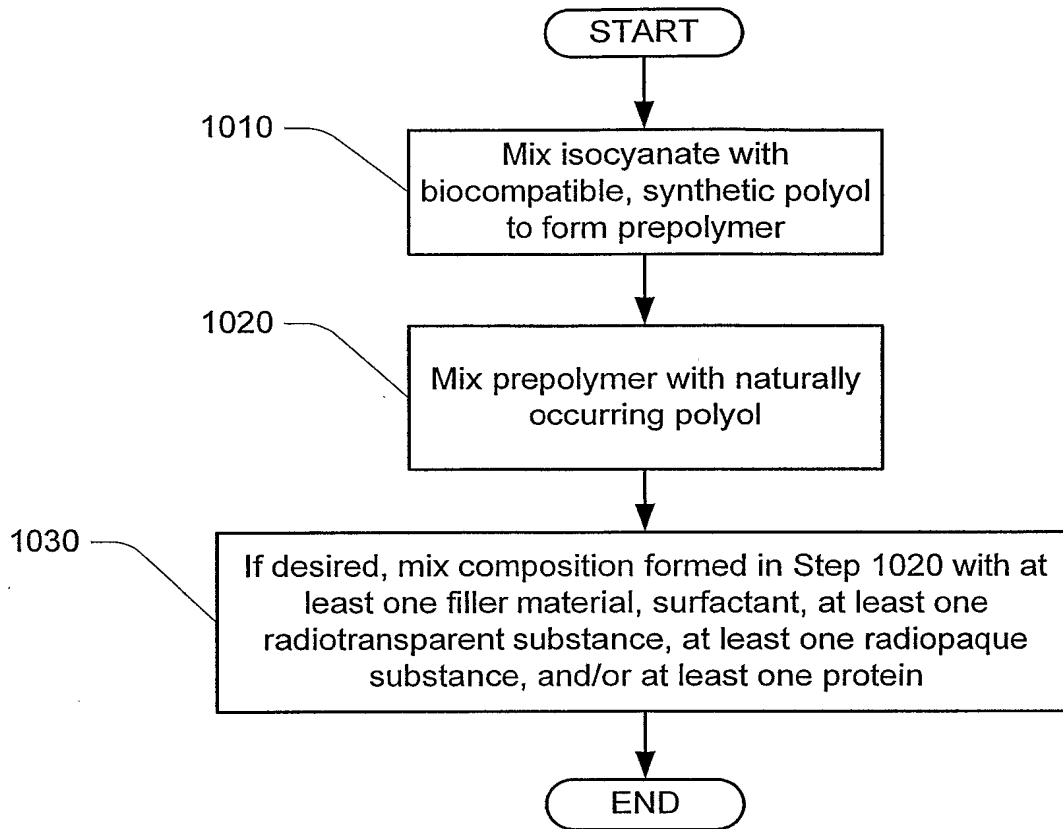 START
1010
Mix isocyanate with
biocompatible, synthetic polyol
to form prepolymer
1020
Mix prepolymer with naturally
occurring polyol
1030
If desired, mix composition formed in Step 1020 with at
least one filler material, surfactant, at least one
radiotransparent substance, at least one radiopaque
substance, and/or at least one protein
END